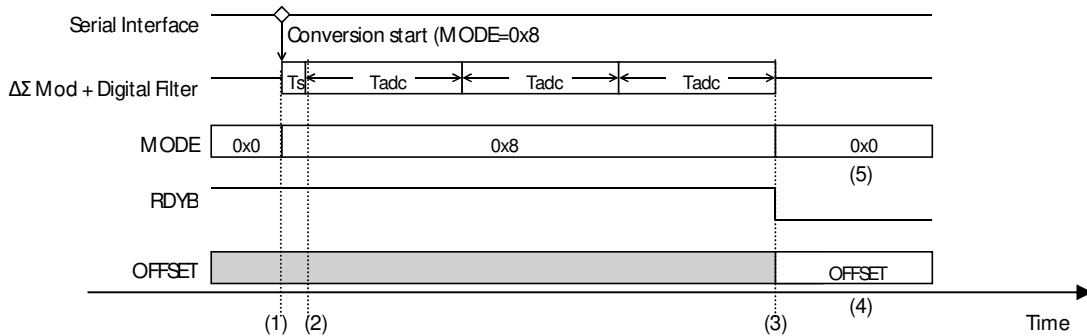 Serial Interface
Conversion start (MODE=0x8
ΔΣ Mod + Digital Filter
Ts Tadc Tadc Tadc
MODE 0x0 0x8 0x0
(5)
RDYB
OFFSET OFFSET
(4)
(1) (2) (3) Time